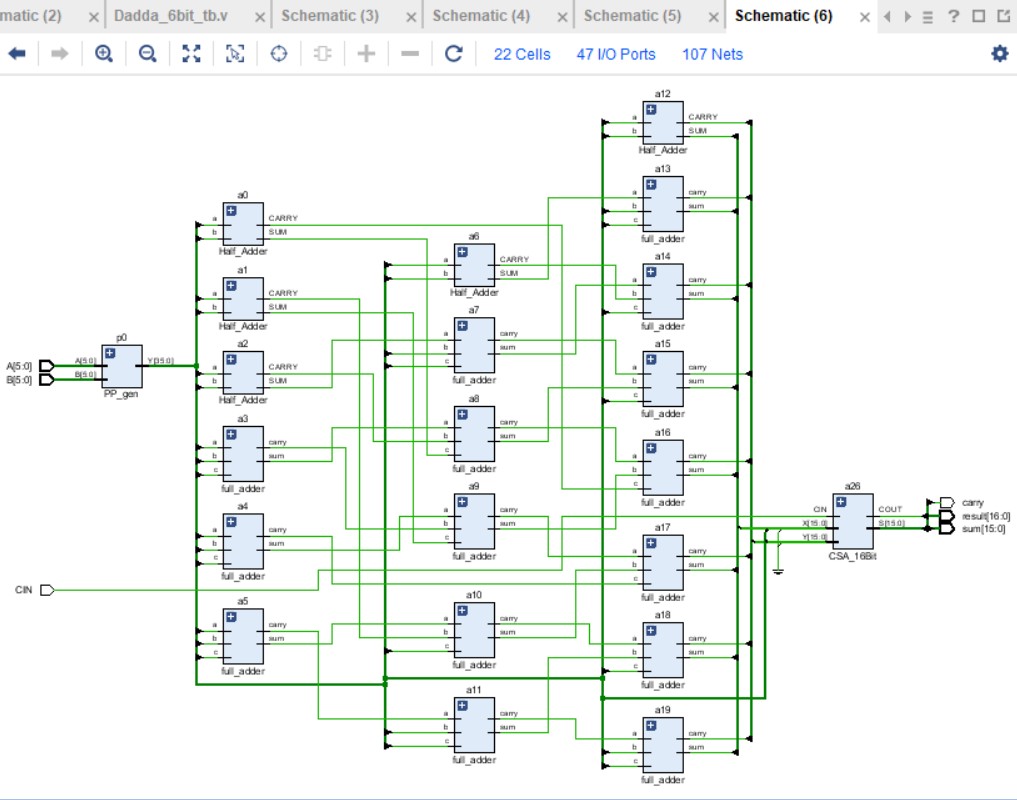 matic (2)
Dadda_6bit_tb.v
Schematic (3)
Schematic (4)
Schematic (5)
Schematic (6)
22 Cells
47 I/O Ports
107 Nets
A[5:0]
B[5:0]
CIN
p0
A[5:0]
B[5:0]
Y[35:0]
PP_gen
a0
a
b
CARRY
SUM
Half_Adder
a1
a
b
CARRY
SUM
Half_Adder
a2
a
b
CARRY
SUM
Half_Adder
a3
a
b
c
carry
sum
full_adder
a4
a
b
c
carry
sum
full_adder
a5
a
b
c
carry
sum
full_adder
a6
a
b
CARRY
SUM
Half_Adder
a7
a
b
c
carry
sum
full_adder
a8
a
b
c
carry
sum
full_adder
a9
a
b
c
carry
sum
full_adder
a10
a
b
c
carry
sum
full_adder
a11
a
b
c
carry
sum
full_adder
a12
a
b
CARRY
SUM
Half_Adder
a13
a
b
c
carry
sum
full_adder
a14
a
b
c
carry
sum
full_adder
a15
a
b
c
carry
sum
full_adder
a16
a
b
c
carry
sum
full_adder
a17
a
b
c
carry
sum
full_adder
a18
a
b
c
carry
sum
full_adder
a19
a
b
c
carry
sum
full_adder
a26
CIN
X[15:0]
Y[15:0]
COUT
S[15:0]
CSA_16Bit
carry
result[16:0]
sum[15:0]